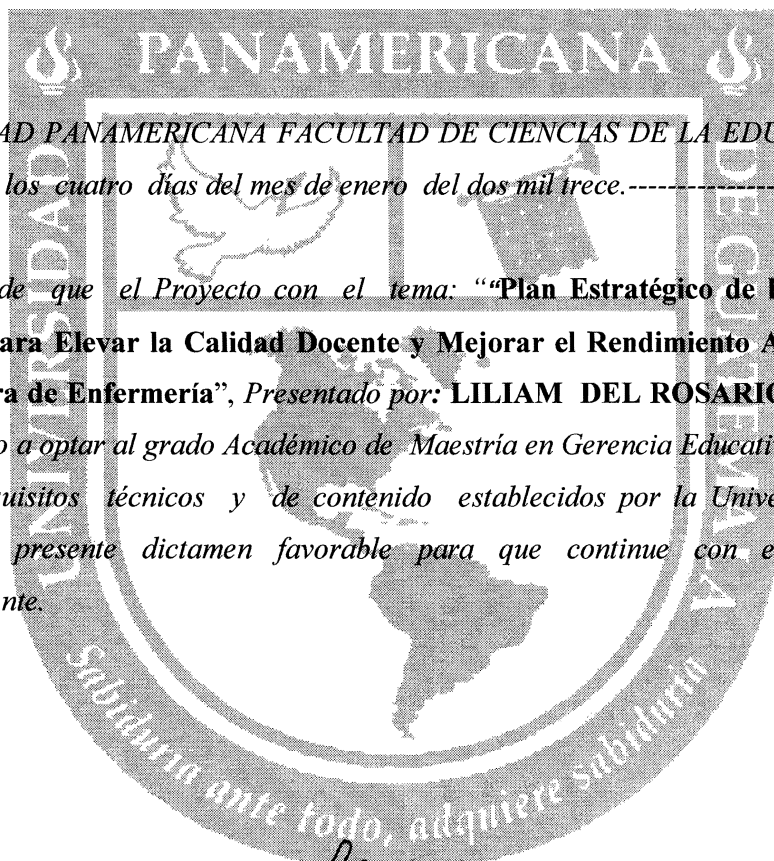 PANAMERICANA
UNIVERSIDAD
DE GUATEMALA
AD PANAMERICANA FACULTAD DE CIENCIAS DE LA EDU
los cuatro días del mes de enero del dos mil trece.----------------
de que el Proyecto con el tema: "“Plan Estratégico de
ara Elevar la Calidad Docente y Mejorar el Rendimiento A
ra de Enfermería”, Presentado por: LILIAM DEL ROSARIO
o a optar al grado Académico de Maestría en Gerencia Educati
uisitos técnicos y de contenido establecidos por la Unive
presente dictamen favorable para que continue con e
nte.
Sabiduría ante todo, adquiere sabiduría